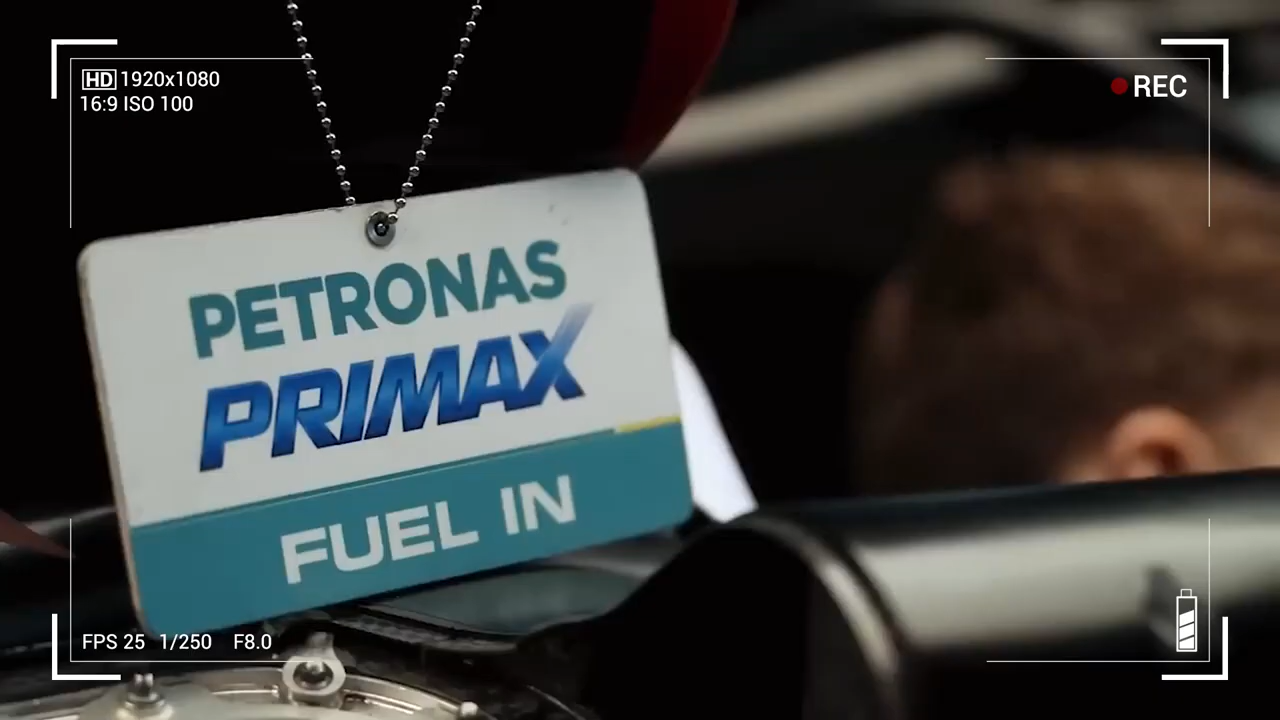 HD 1920x1080
16:9 ISO 100
REC
PETRONAS
PRIMAX
FUEL IN
FPS 25 1/250 F8.0